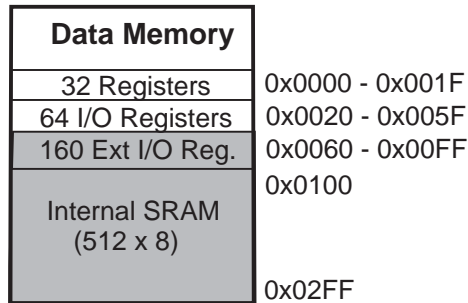 Data Memory
32 Registers 0x0000 - 0x001F
64 I/O Registers 0x0020 - 0x005F
160 Ext I/O Reg. 0x0060 - 0x00FF
0x0100
Internal SRAM
(512 x 8)
0x02FF